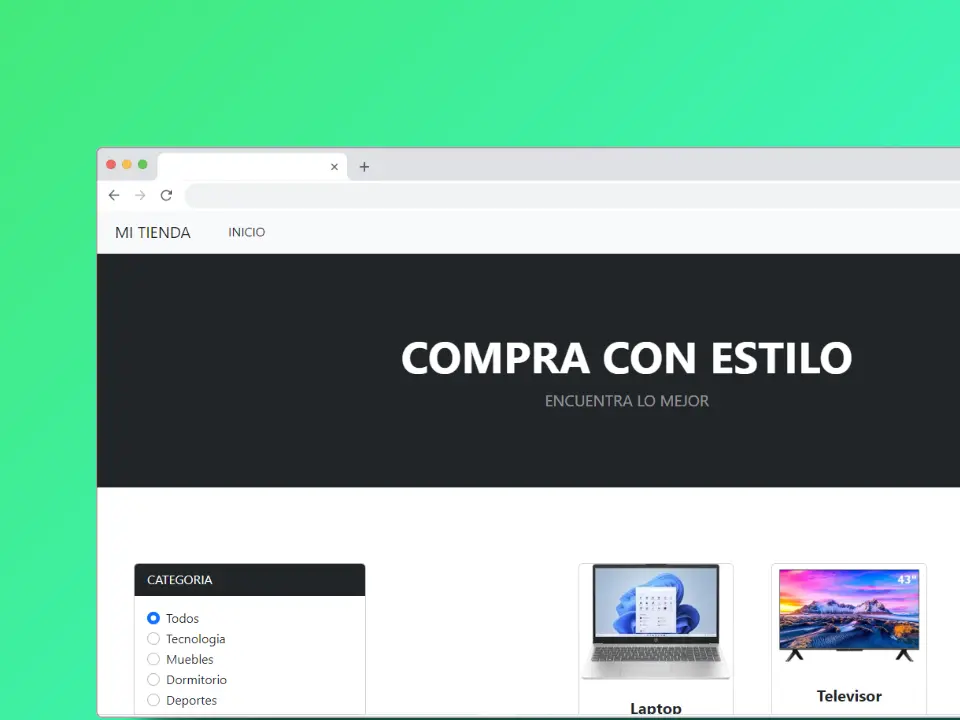 MI TIENDA INICIO
COMPRA CON ESTILO
ENCUENTRA LO MEJOR
CATEGORIA
Todos
Tecnologia
Muebles
Dormitorio
Deportes
43"
Laptop
Televisor